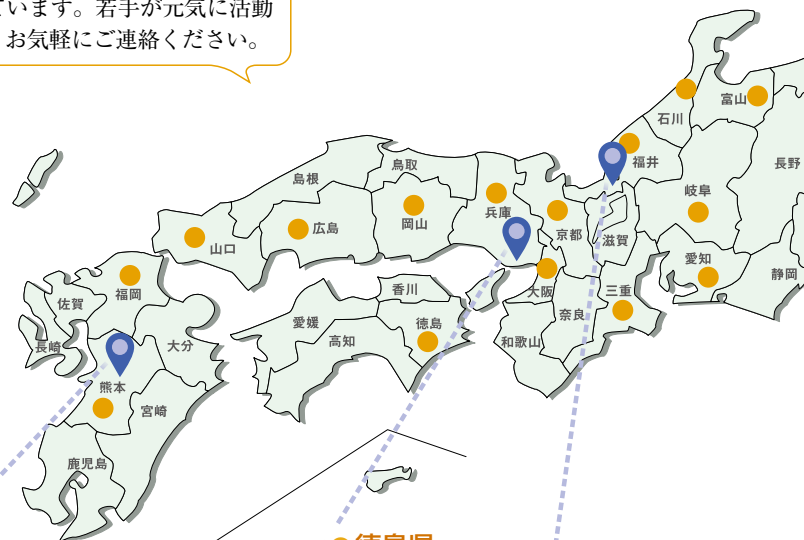 ています。若手が元気に活動
お気軽にご連絡ください。
富山
石川
福井
長野
鳥取
島根
岐阜
兵庫
岡山
広島
京都
滋賀
山口
愛知
静岡
香川
大阪
三重
福岡
佐賀
奈良
愛媛
徳島
高知
和歌山
大分
長崎
熊本
宮崎
鹿児島
徳島県